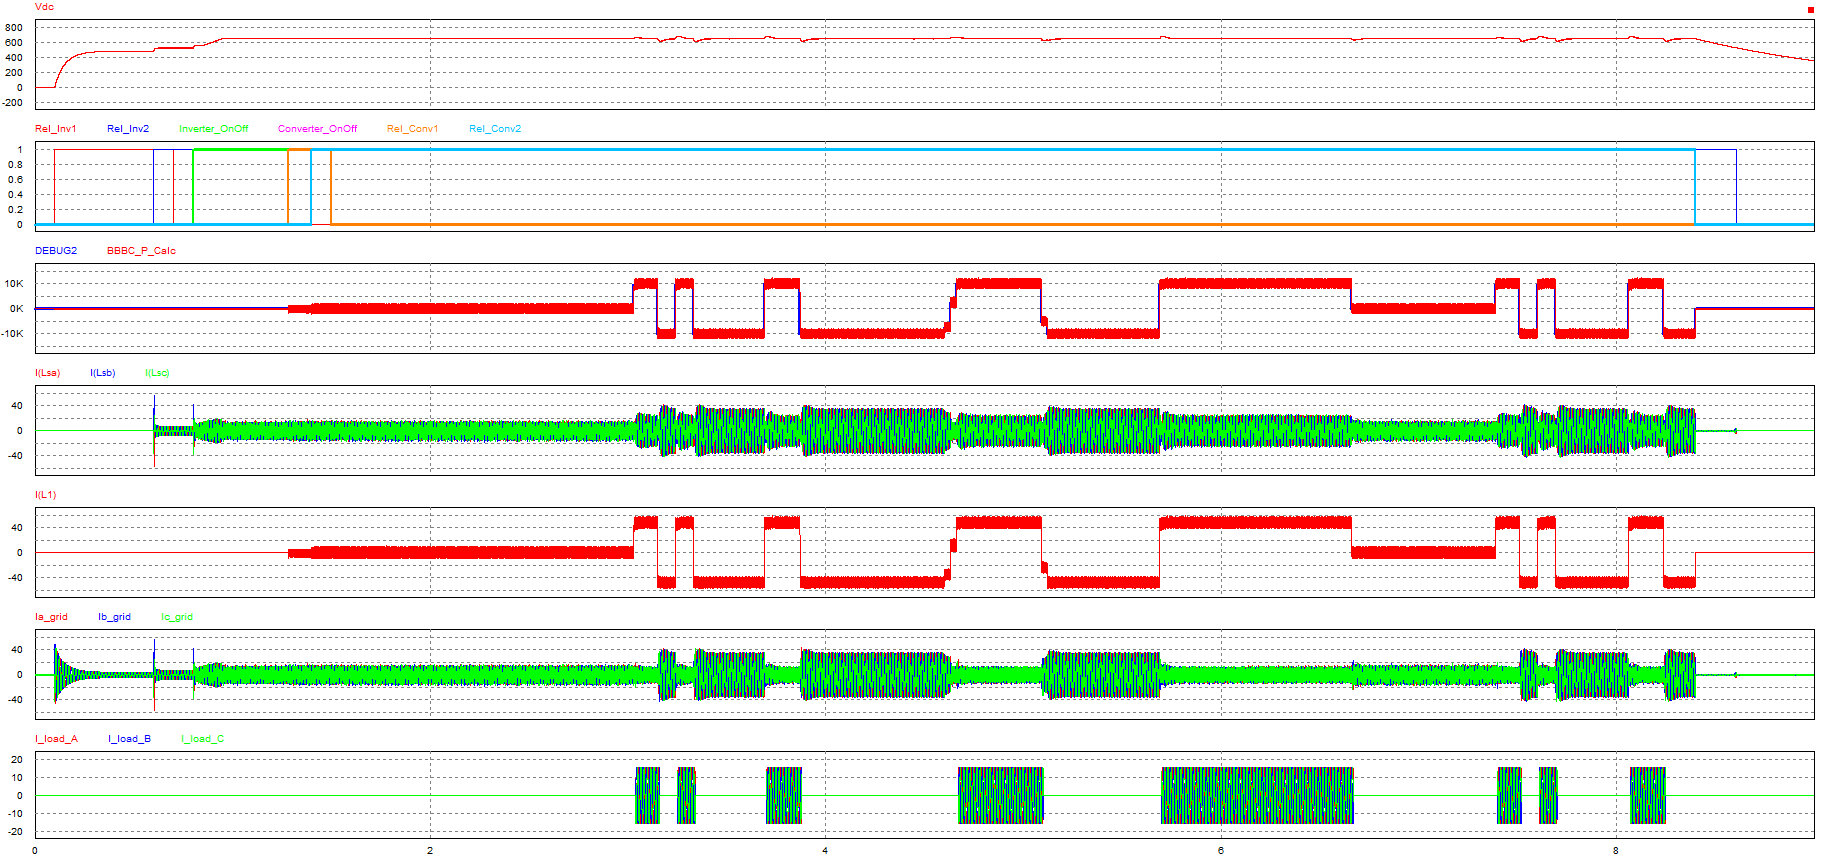 Vdc
800
600
400
200
0
-200
Rel_Inv1 Rel_Inv2 Inverter_OnOff Converter_OnOff Rel_Conv1 Rel_Conv2
1
0.8
0.6
0.4
0.2
0
DEBUG2 BBBC_P_Calc
10K
0K
-10K
I(Lsa) I(Lsb) I(Lsc)
40
0
-40
I(L1)
40
0
-40
Ia_grid Ib_grid Ic_grid
40
0
-40
I_load_A I_load_B I_load_C
20
10
0
-10
-20
0 2 4 6 8